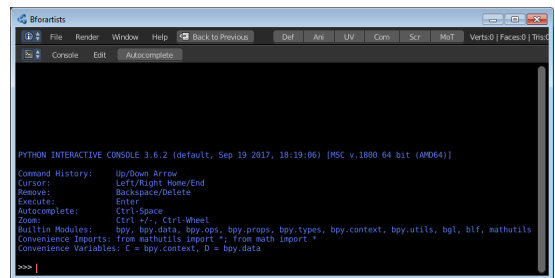 Bforartists
File Render Window Help Back to Previous Def Ani UV Com Scr MoT Verts:0 | Faces:0 | Tris:0
Console Edit Autocomplete
PYTHON INTERACTIVE CONSOLE 3.6.2 (default, Sep 19 2017, 18:19:06) [MSC v.1800 64 bit (AMD64)]
Command History: Up/Down Arrow
Cursor: Left/Right Home/End
Remove: Backspace/Delete
Execute: Enter
Autocomplete: Ctrl-Space
Zoom: Ctrl +/-, Ctrl-Wheel
Builtin Modules: bpy, bpy.data, bpy.ops, bpy.props, bpy.types, bpy.context, bpy.utils, bgl, blf, mathutils
Convenience Imports: from mathutils import *; from math import *
Convenience Variables: C = bpy.context, D = bpy.data
>>>